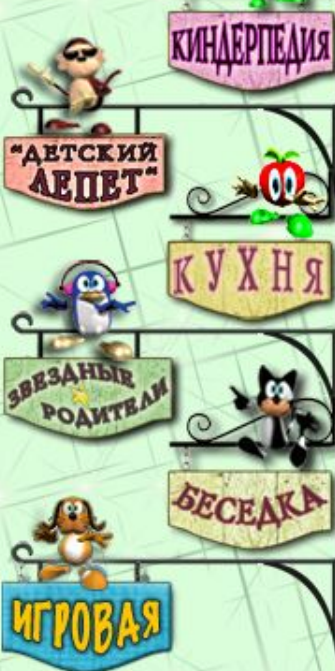 КИНДЕРПЕДИЯ
"ДЕТСКИЙ
ЛЕПЕТ"
КУХНЯ
ЗВЕЗДНЫЕ
РОДИТЕЛИ
БЕСЕДКА
ИГРОВАЯ